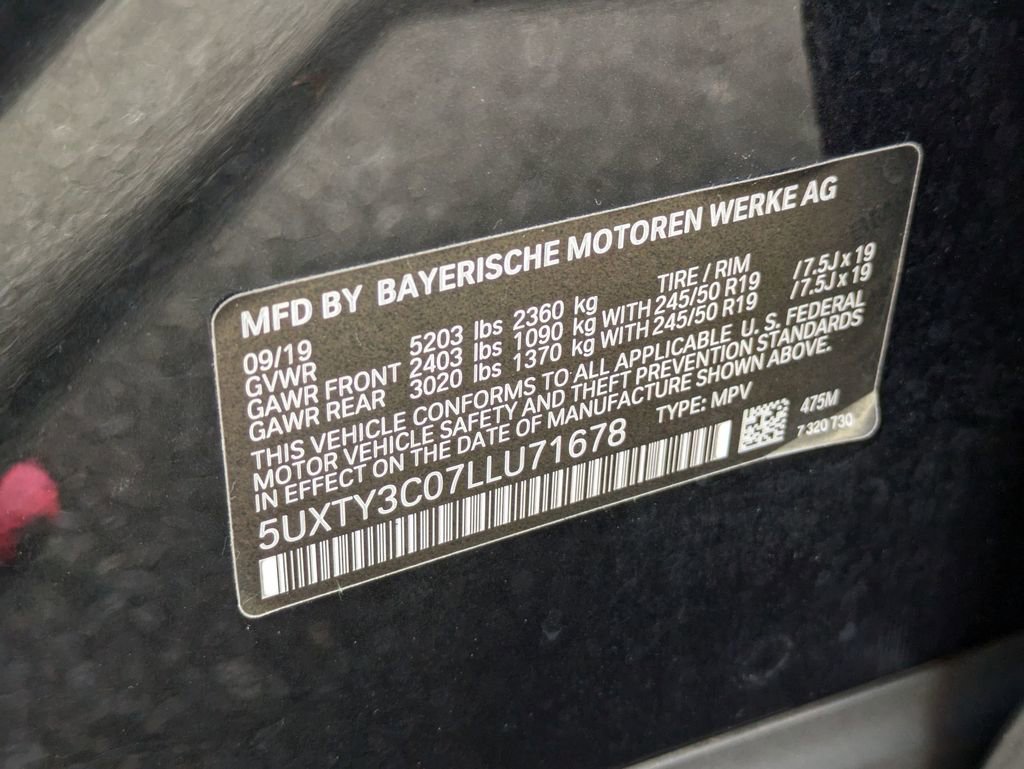 MFD BY BAYERISCHE MOTOREN WERKE AG
09/19 TIRE / RIM
GVWR 5203 lbs 2360 kg
GAWR FRONT 2403 lbs 1090 kg WITH 245/50 R19 /7.5J x 19
GAWR REAR 3020 lbs 1370 kg WITH 245/50 R19 /7.5J x 19
THIS VEHICLE CONFORMS TO ALL APPLICABLE U. S. FEDERAL
MOTOR VEHICLE SAFETY AND THEFT PREVENTION STANDARDS
IN EFFECT ON THE DATE OF MANUFACTURE SHOWN ABOVE.
5UXTY3C07LLU71678 TYPE: MPV 475M
7 320 730